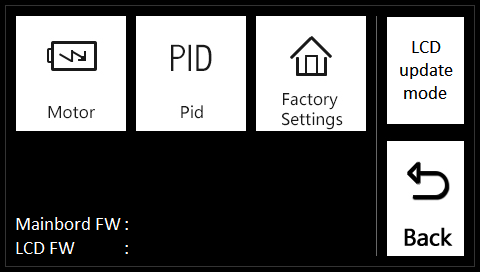 PID
Motor
Pid
Factory
Settings
LCD
update
mode
Back
Mainbord FW :
LCD FW :